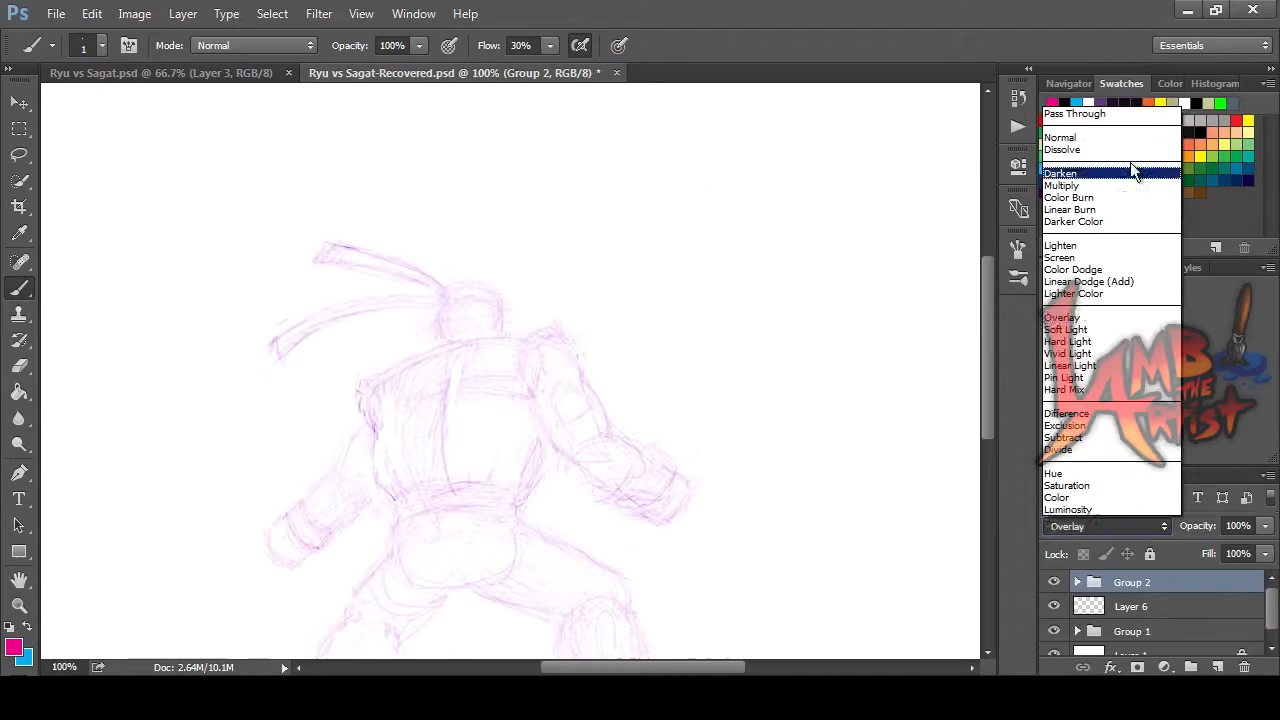 Ps File Edit Image Layer Type Select Filter View Window Help
1 Mode: Normal Opacity: 100% Flow: 30% Essentials
Ryu vs Sagat.psd @ 66.7% (Layer 3, RGB/8) × Ryu vs Sagat-Recovered.psd @ 100% (Group 2, RGB/8) * ×
Navigator Swatches Color Histogram
Pass Through
Normal
Dissolve
Darken
Multiply
Color Burn
Linear Burn
Darker Color
Lighten
Screen
Color Dodge
Linear Dodge (Add)
Lighter Color
Overlay
Soft Light
Hard Light
Vivid Light
Linear Light
Pin Light
Hard Mix
Difference
Exclusion
Subtract
Divide
Hue
Saturation
Color
Luminosity
LAMB
THE
ARTIST
Overlay Opacity: 100%
Lock: Fill: 100%
Group 2
Layer 6
Group 1
100% Doc: 2.64M/10.1M